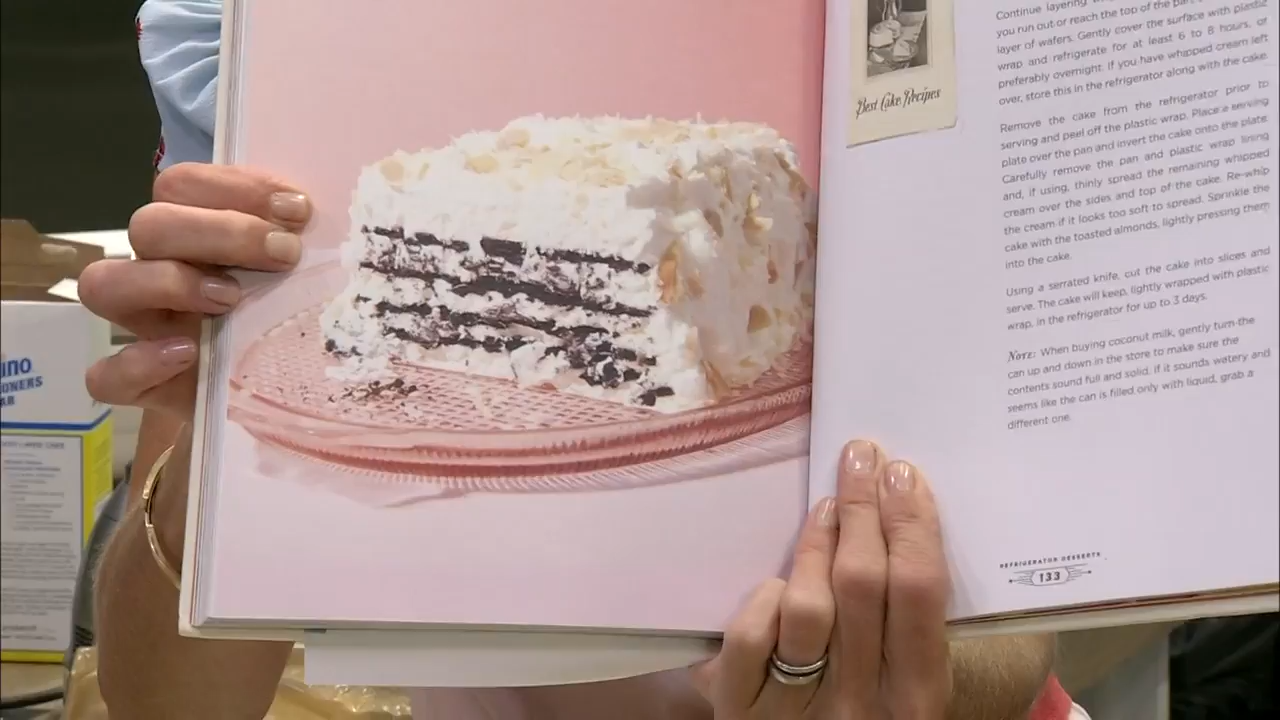 ino
ONERS
AB
Best Cake Recipes
Continue layering
you run out or reach the top of the pan,
layer of wafers. Gently cover the surface with plastic
wrap and refrigerate for at least 6 to 8 hours, or
preferably overnight. If you have whipped cream left
over, store this in the refrigerator along with the cake.
Remove the cake from the refrigerator prior to
serving and peel off the plastic wrap. Place a serving
plate over the pan and invert the cake onto the plate.
Carefully remove the pan and plastic wrap lining
and, if using, thinly spread the remaining whipped
cream over the sides and top of the cake. Re-whip
the cream if it looks too soft to spread. Sprinkle the
cake with the toasted almonds, lightly pressing them
into the cake.
Using a serrated knife, cut the cake into slices and
serve. The cake will keep, lightly wrapped with plastic
wrap, in the refrigerator for up to 3 days.
Note: When buying coconut milk, gently turn the
can up and down in the store to make sure the
contents sound full and solid, if it sounds watery and
seems like the can is filled only with liquid, grab a
different one.
REFRIGERATOR DESSERTS
133